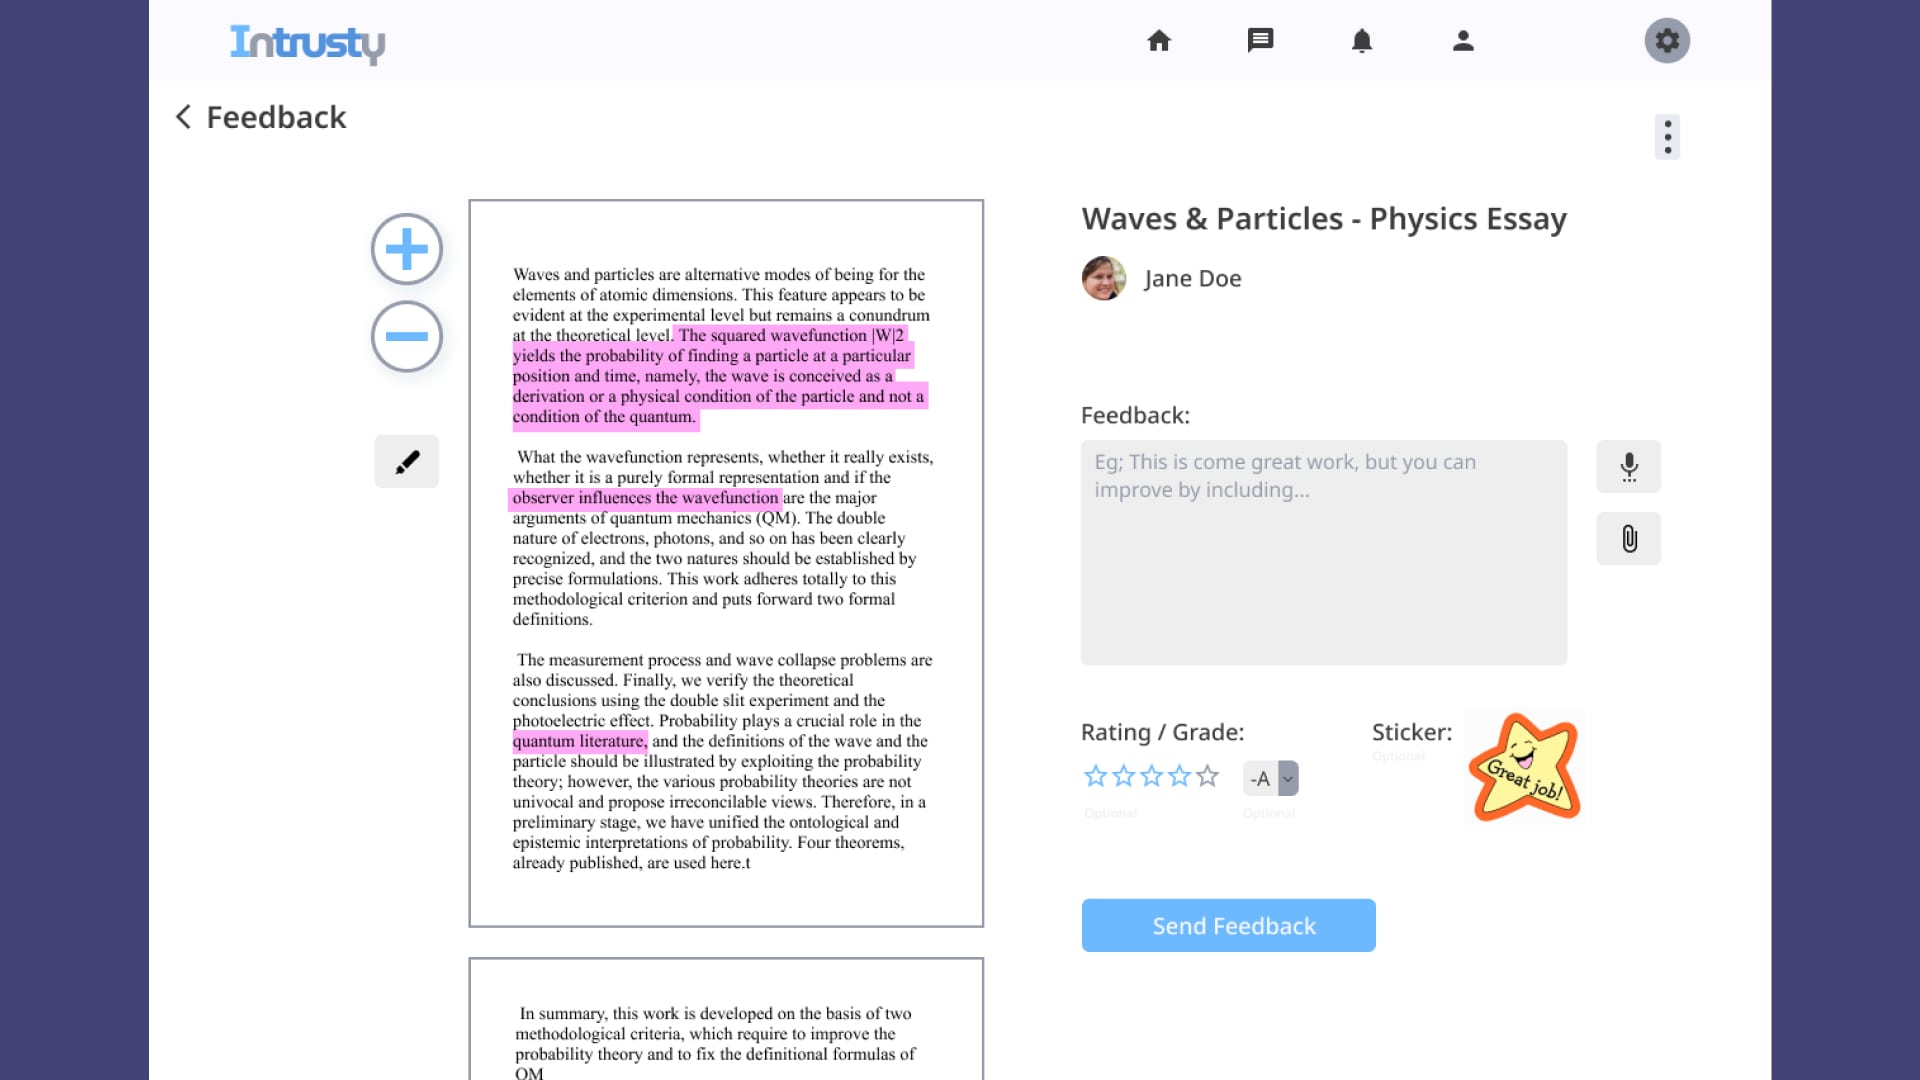 Intrusty
Feedback
Waves and particles are alternative modes of being for the
elements of atomic dimensions. This feature appears to be
evident at the experimental level but remains a conundrum
at the theoretical level. The squared wavefunction |W|2
yields the probability of finding a particle at a particular
position and time, namely, the wave is conceived as a
derivation or a physical condition of the particle and not a
condition of the quantum.
What the wavefunction represents, whether it really exists,
whether it is a purely formal representation and if the
observer influences the wavefunction are the major
arguments of quantum mechanics (QM). The double
nature of electrons, photons, and so on has been clearly
recognized, and the two natures should be established by
precise formulations. This work adheres totally to this
methodological criterion and puts forward two formal
definitions.
The measurement process and wave collapse problems are
also discussed. Finally, we verify the theoretical
conclusions using the double slit experiment and the
photoelectric effect. Probability plays a crucial role in the
quantum literature, and the definitions of the wave and the
particle should be illustrated by exploiting the probability
theory; however, the various probability theories are not
univocal and propose irreconcilable views. Therefore, in a
preliminary stage, we have unified the ontological and
epistemic interpretations of probability. Four theorems,
already published, are used here.t
In summary, this work is developed on the basis of two
methodological criteria, which require to improve the
probability theory and to fix the definitional formulas of
QM
Waves & Particles - Physics Essay
Jane Doe
Feedback:
Eg; This is come great work, but you can
improve by including...
Rating / Grade:
-A
Optional
Optional
Sticker:
Optional
Great job!
Send Feedback